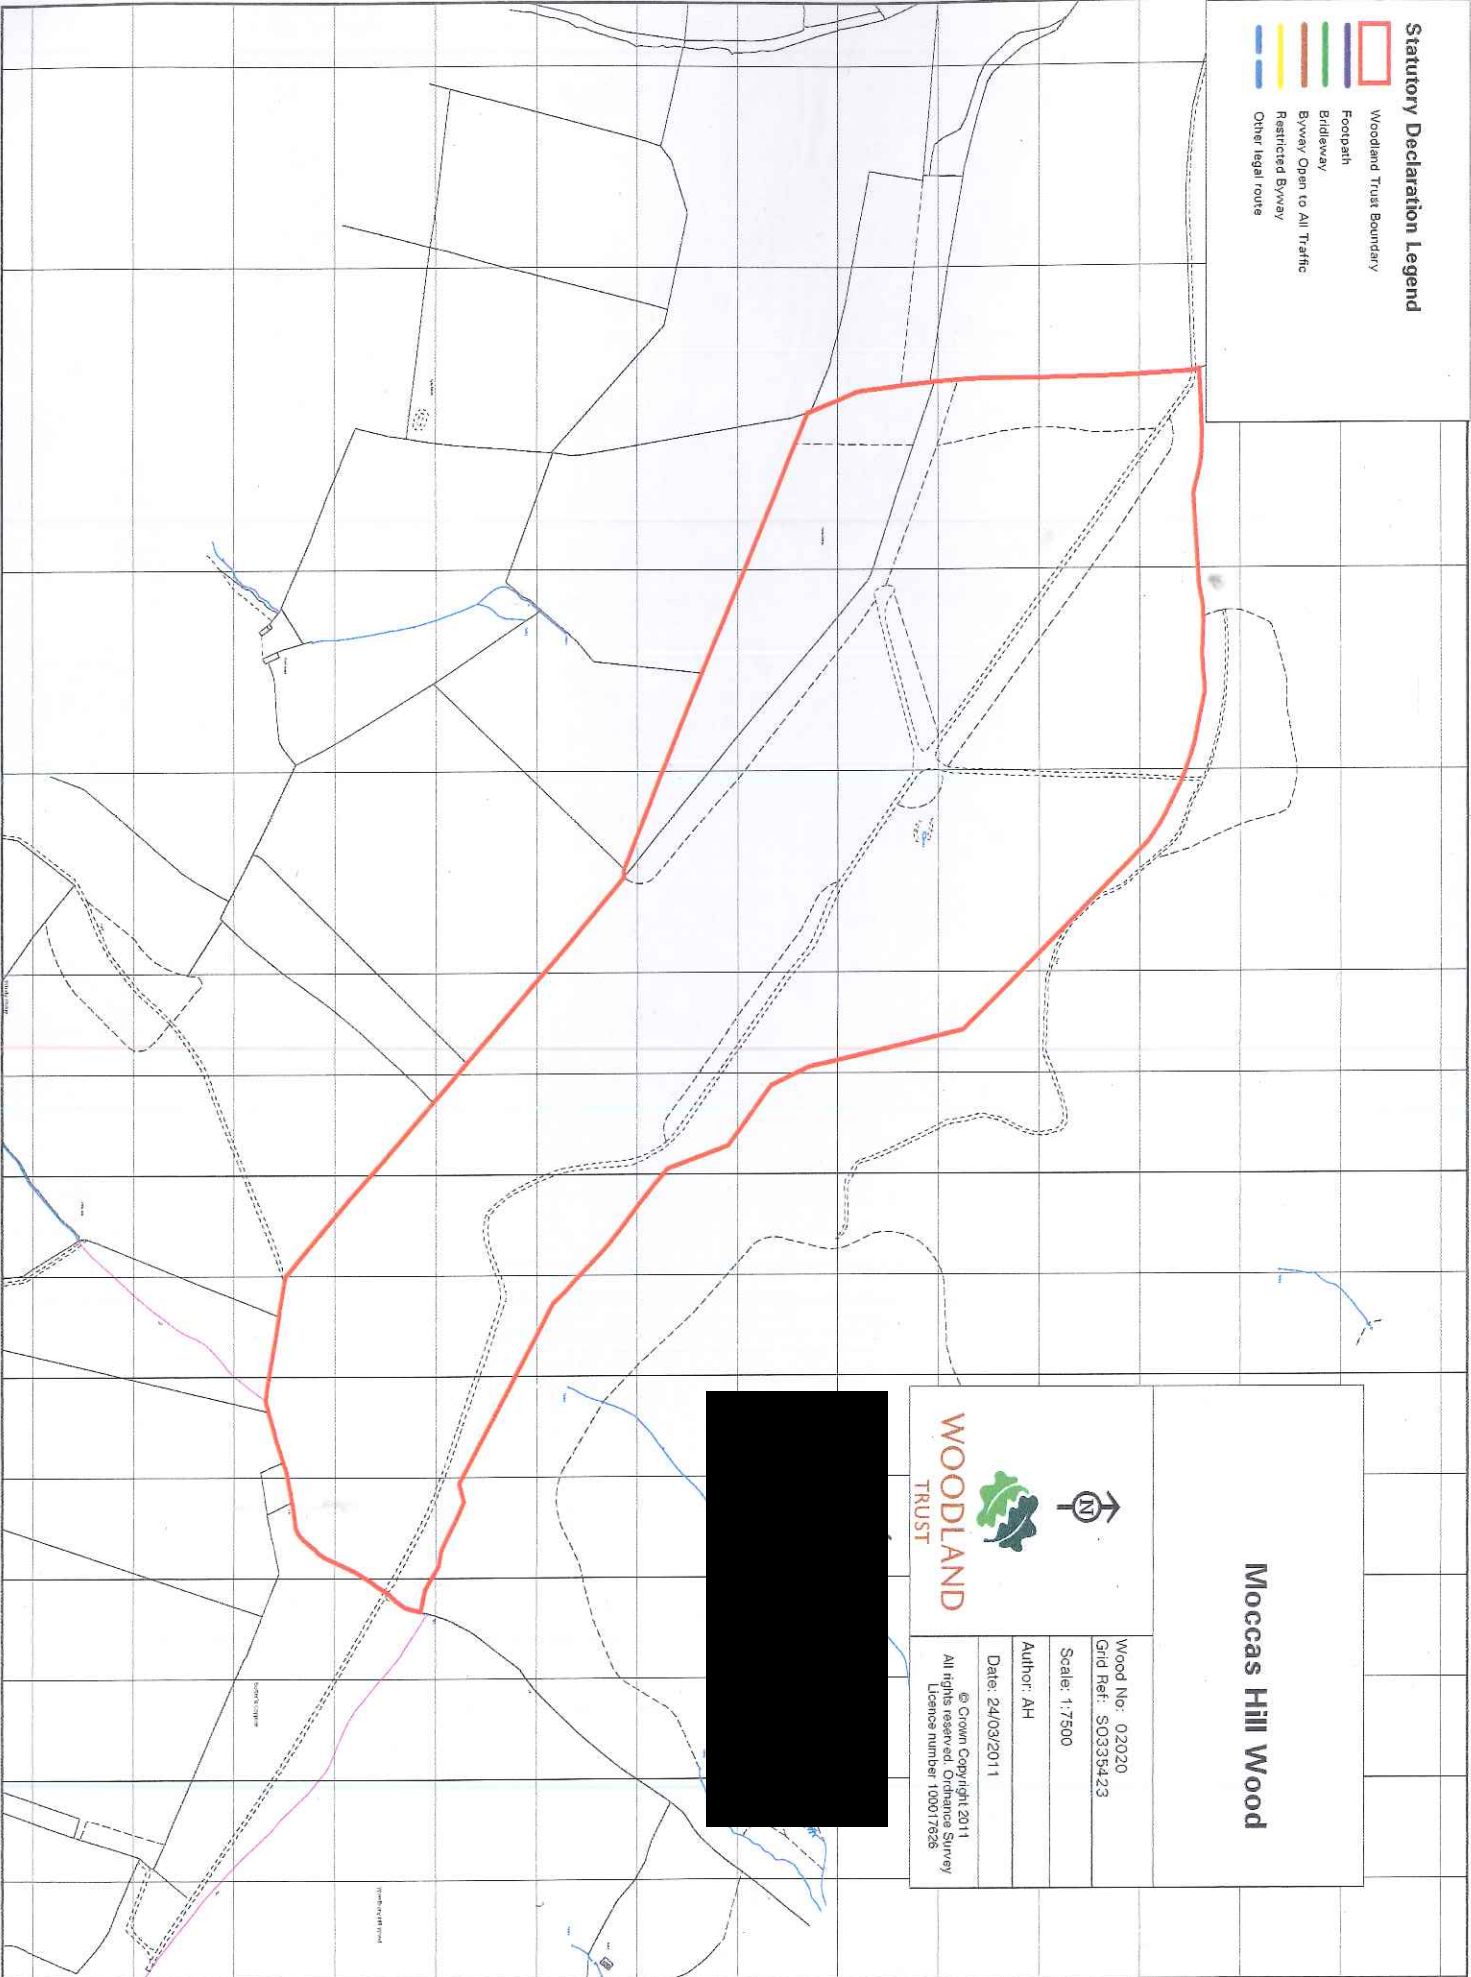 Statutory Declaration Legend
Woodland Trust Boundary
Footpath
Bridleway
Byway Open to All Traffic
Restricted Byway
Other legal route
Moccas Hill Wood
N
WOODLAND
TRUST
Wood No: 02020
Grid Ref: SO335423
Scale: 1:7500
Author: AH
Date: 24/03/2011
© Crown Copyright 2011
All rights reserved. Ordnance Survey
Licence number 100017626